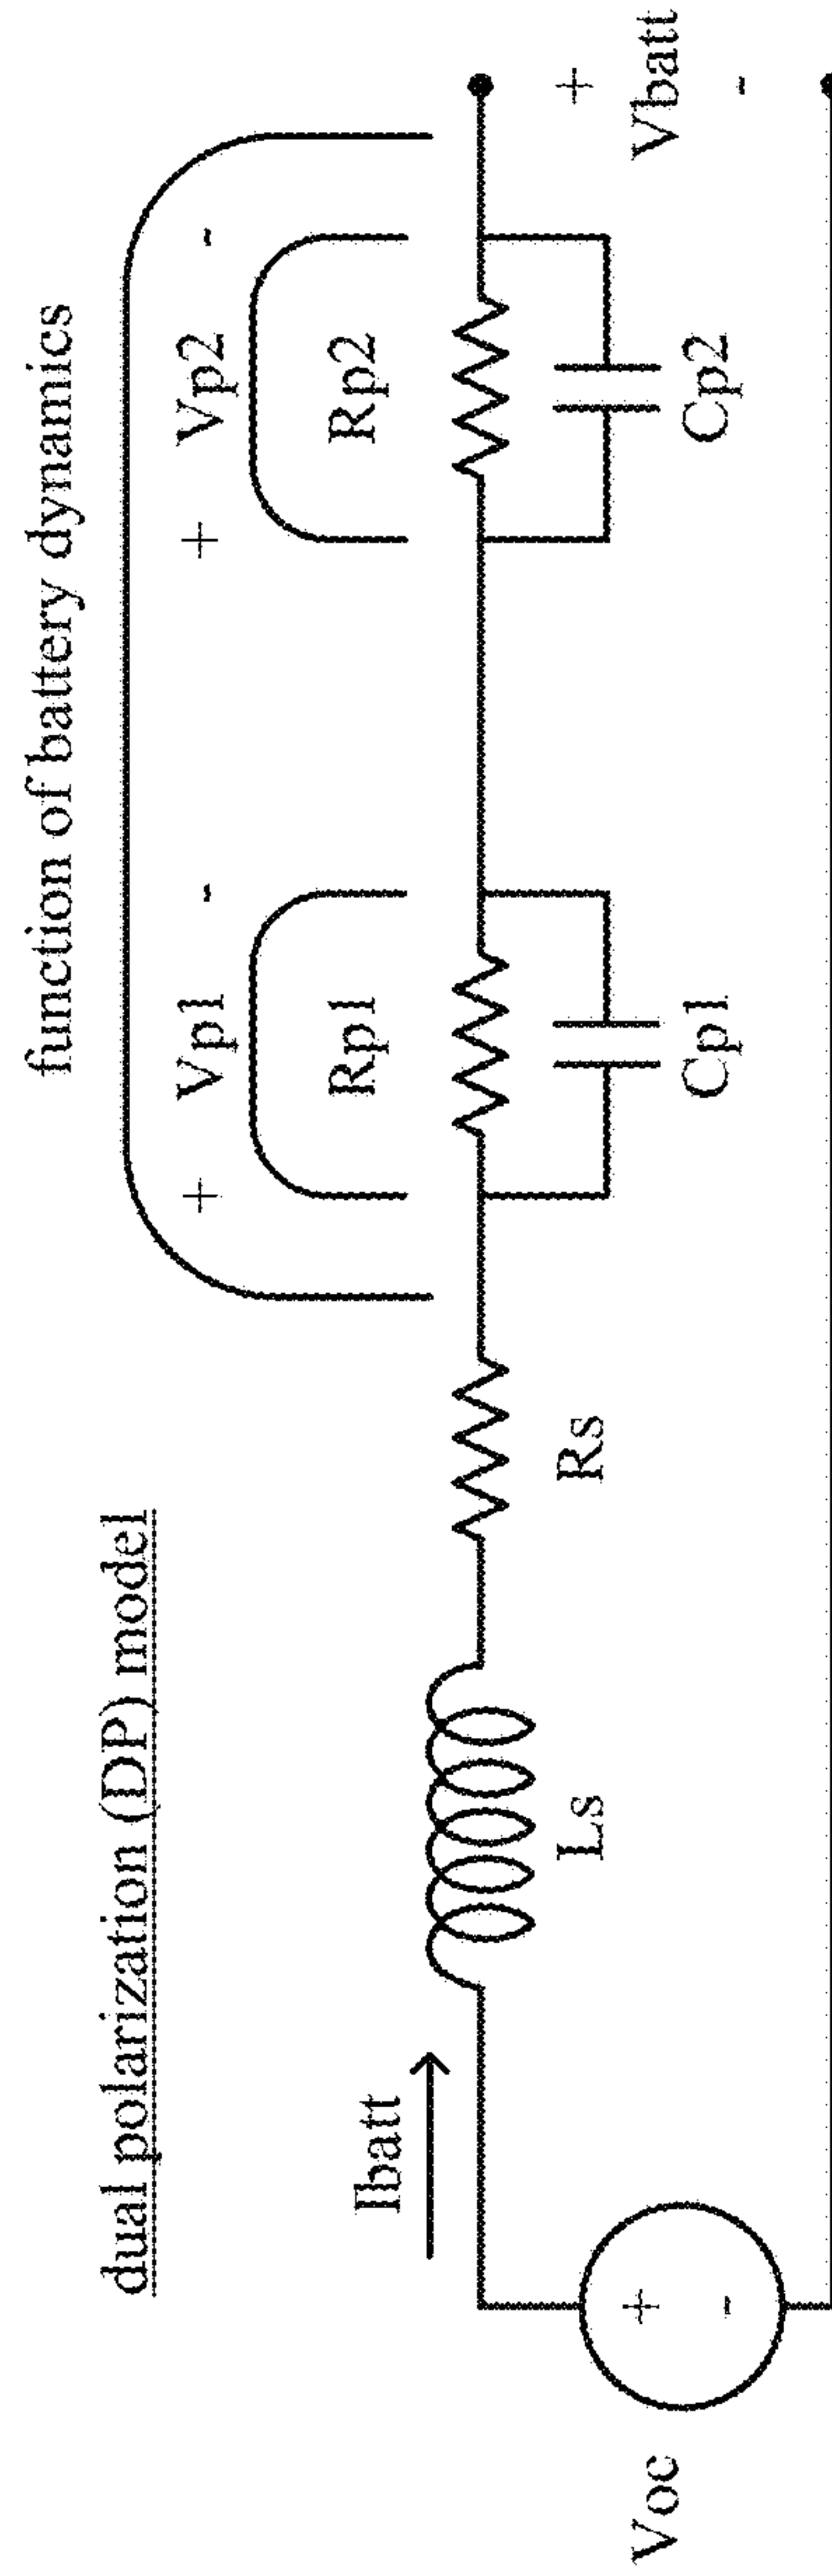 dual polarization (DP) model
function of battery dynamics
+ Vp1 -
+ Vp2 -
Rp1
Rp2
Ibatt
Ls
Rs
Cp1
Cp2
Voc
+
-
+
Vbatt
-